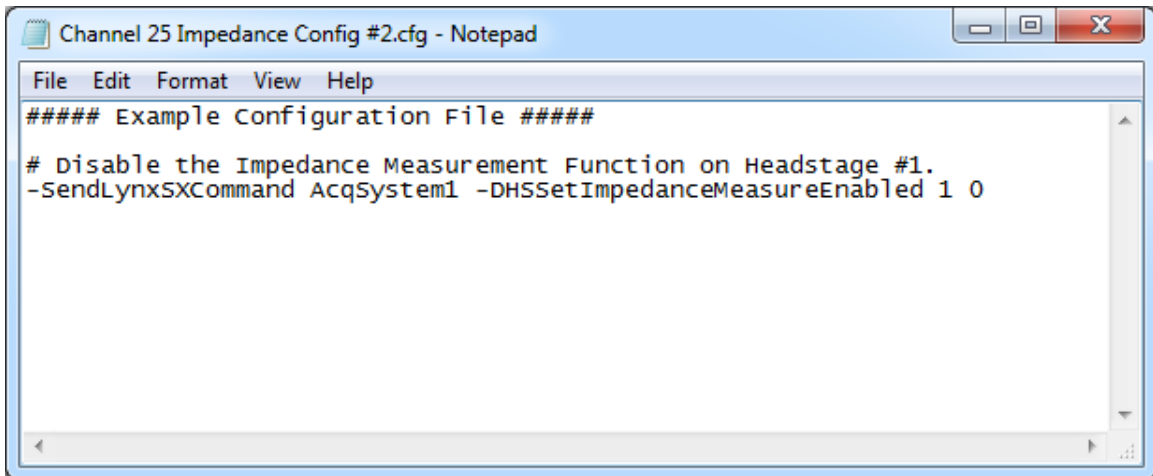 Channel 25 Impedance Config #2.cfg - Notepad
File Edit Format View Help
##### Example Configuration File #####
# Disable the Impedance Measurement Function on Headstage #1.
-SendLynxSXCommand AcqSystem1 -DHSSetImpedanceMeasureEnabled 1 0